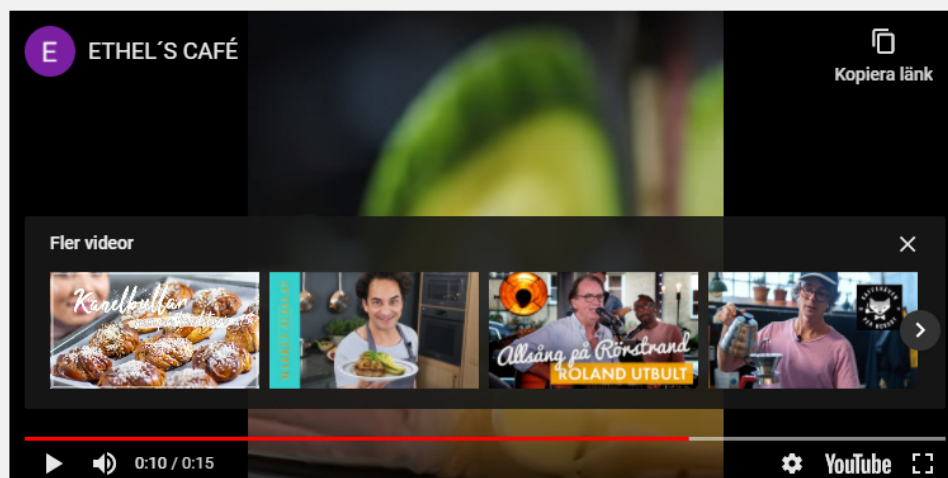 E
ETHEL´S CAFÉ
Kopiera länk
Fler videor
Kanelbullar
Allsång på Rörstrand
ROLAND UTBULT
0:10 / 0:15
YouTube